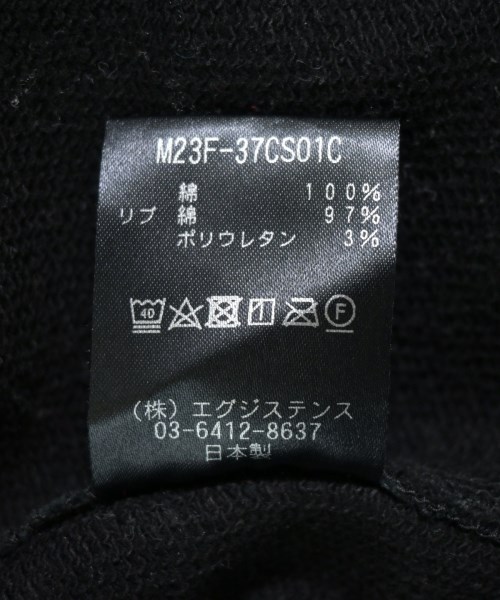 M23F-37CS01C
綿 100%
リブ 綿 97%
ポリウレタン 3%
40 F
(株) エグジステンス
03-6412-8637
日本製